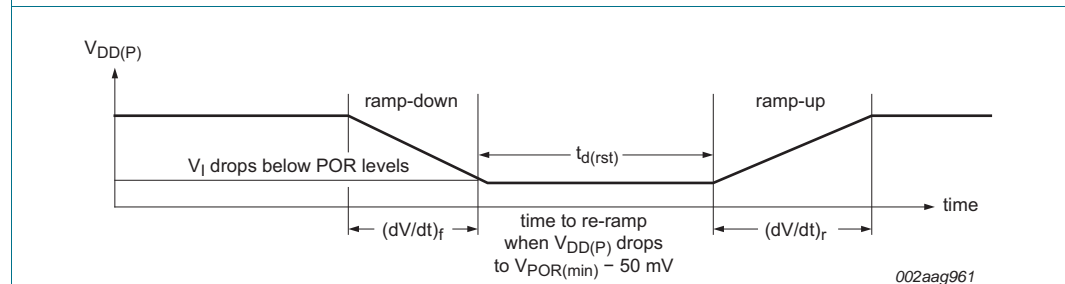 VDD(P)
ramp-down
ramp-up
td(rst)
VI drops below POR levels
time
(dV/dt)f
time to re-ramp
when VDD(P) drops
to VPOR(min) − 50 mV
(dV/dt)r
002aag961